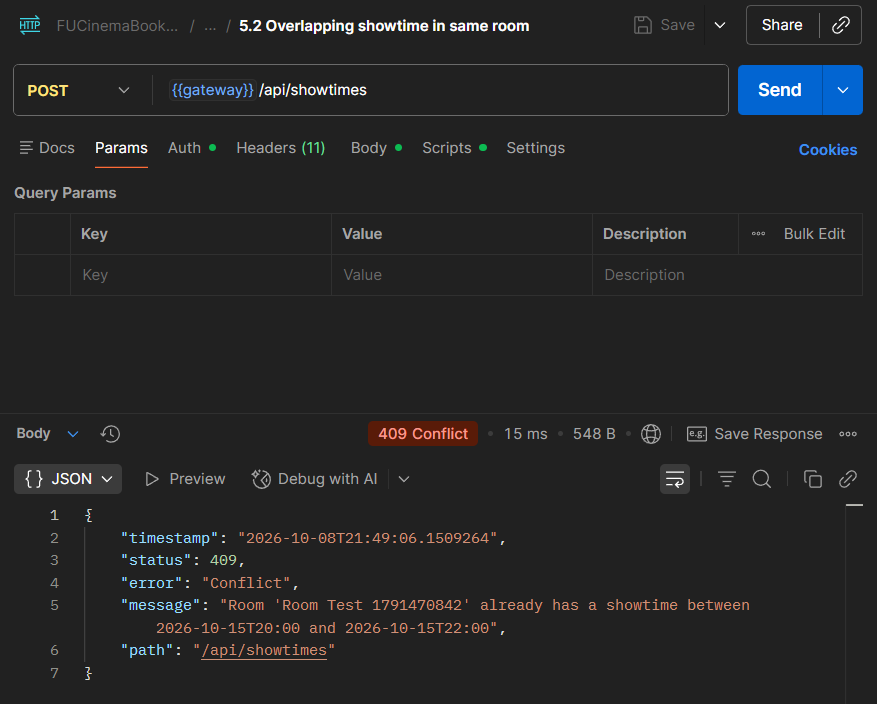 HTTP FUCinemaBook... / ... / 5.2 Overlapping showtime in same room Save Share
POST {{gateway}} /api/showtimes Send
Docs Params Auth Headers (11) Body Scripts Settings Cookies
Query Params
Key Value Description Bulk Edit
Key Value Description
Body 409 Conflict 15 ms 548 B e.g. Save Response
{} JSON Preview Debug with AI
1 {
2 "timestamp": "2026-10-08T21:49:06.1509264",
3 "status": 409,
4 "error": "Conflict",
5 "message": "Room 'Room Test 1791470842' already has a showtime between
2026-10-15T20:00 and 2026-10-15T22:00",
6 "path": "/api/showtimes"
7 }